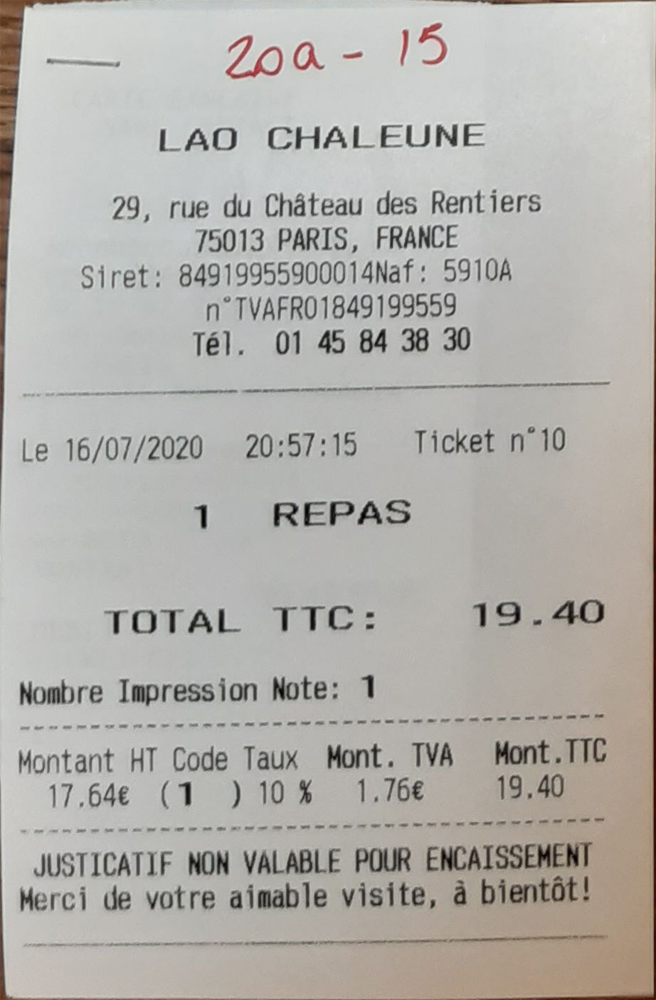 20a - 15
LAO CHALEUNE
29, rue du Château des Rentiers
75013 PARIS, FRANCE
Siret: 84919955900014Naf: 5910A
n°TVAFR01849199559
Tél. 01 45 84 38 30
Le 16/07/2020 20:57:15 Ticket n°10
1 REPAS
TOTAL TTC: 19.40
Nombre Impression Note: 1
Montant HT Code Taux Mont. TVA Mont.TTC
17.64€ (1 ) 10 % 1.76€ 19.40
JUSTICATIF NON VALABLE POUR ENCAISSEMENT
Merci de votre aimable visite, à bientôt!